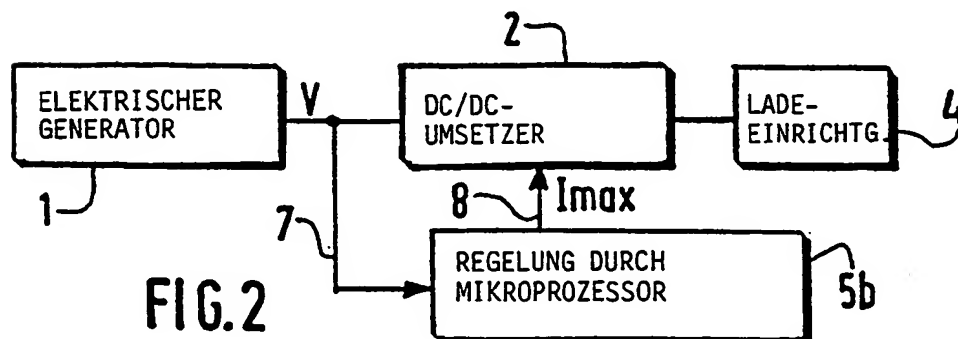 2
ELEKTRISCHER
GENERATOR
V
DC/DC-
UMSETZER
LADE-
EINRICHTG.
4
1
7
8
Imax
REGELUNG DURCH
MIKROPROZESSOR
5b
FIG.2